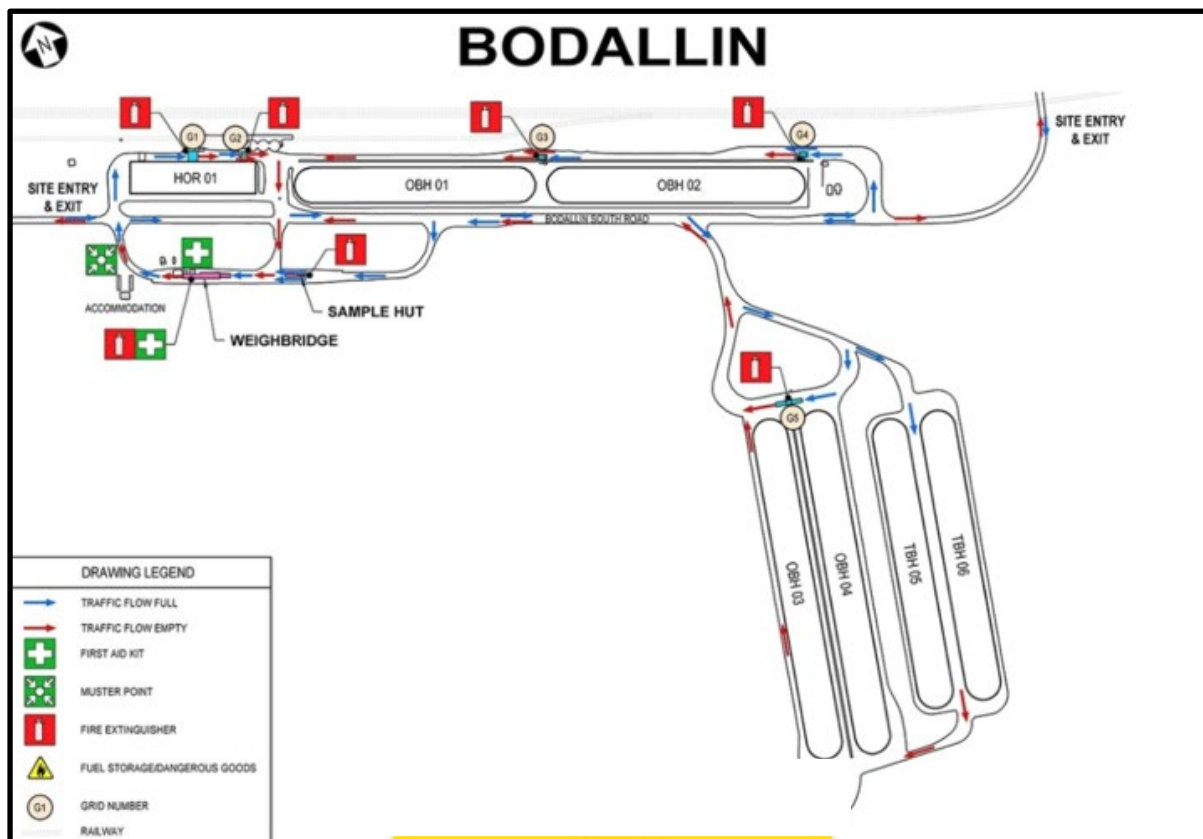 N
BODALLIN
G1
G2
G3
G4
SITE ENTRY
& EXIT
SITE ENTRY
& EXIT
HOR 01
OBH 01
OBH 02
BODALLIN SOUTH ROAD
ACCOMMODATION
SAMPLE HUT
WEIGHBRIDGE
G5
OBH 03
OBH 04
TBH 05
TBH 06
DRAWING LEGEND
TRAFFIC FLOW FULL
TRAFFIC FLOW EMPTY
FIRST AID KIT
MUSTER POINT
FIRE EXTINGUISHER
FUEL STORAGE/DANGEROUS GOODS
G1
GRID NUMBER
RAILWAY